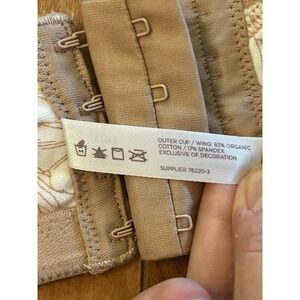 OUTER CUP / WING: 83% ORGANIC
COTTON / 17% SPANDEX
EXCLUSIVE OF DECORATION
SUPPLIER 76220-3